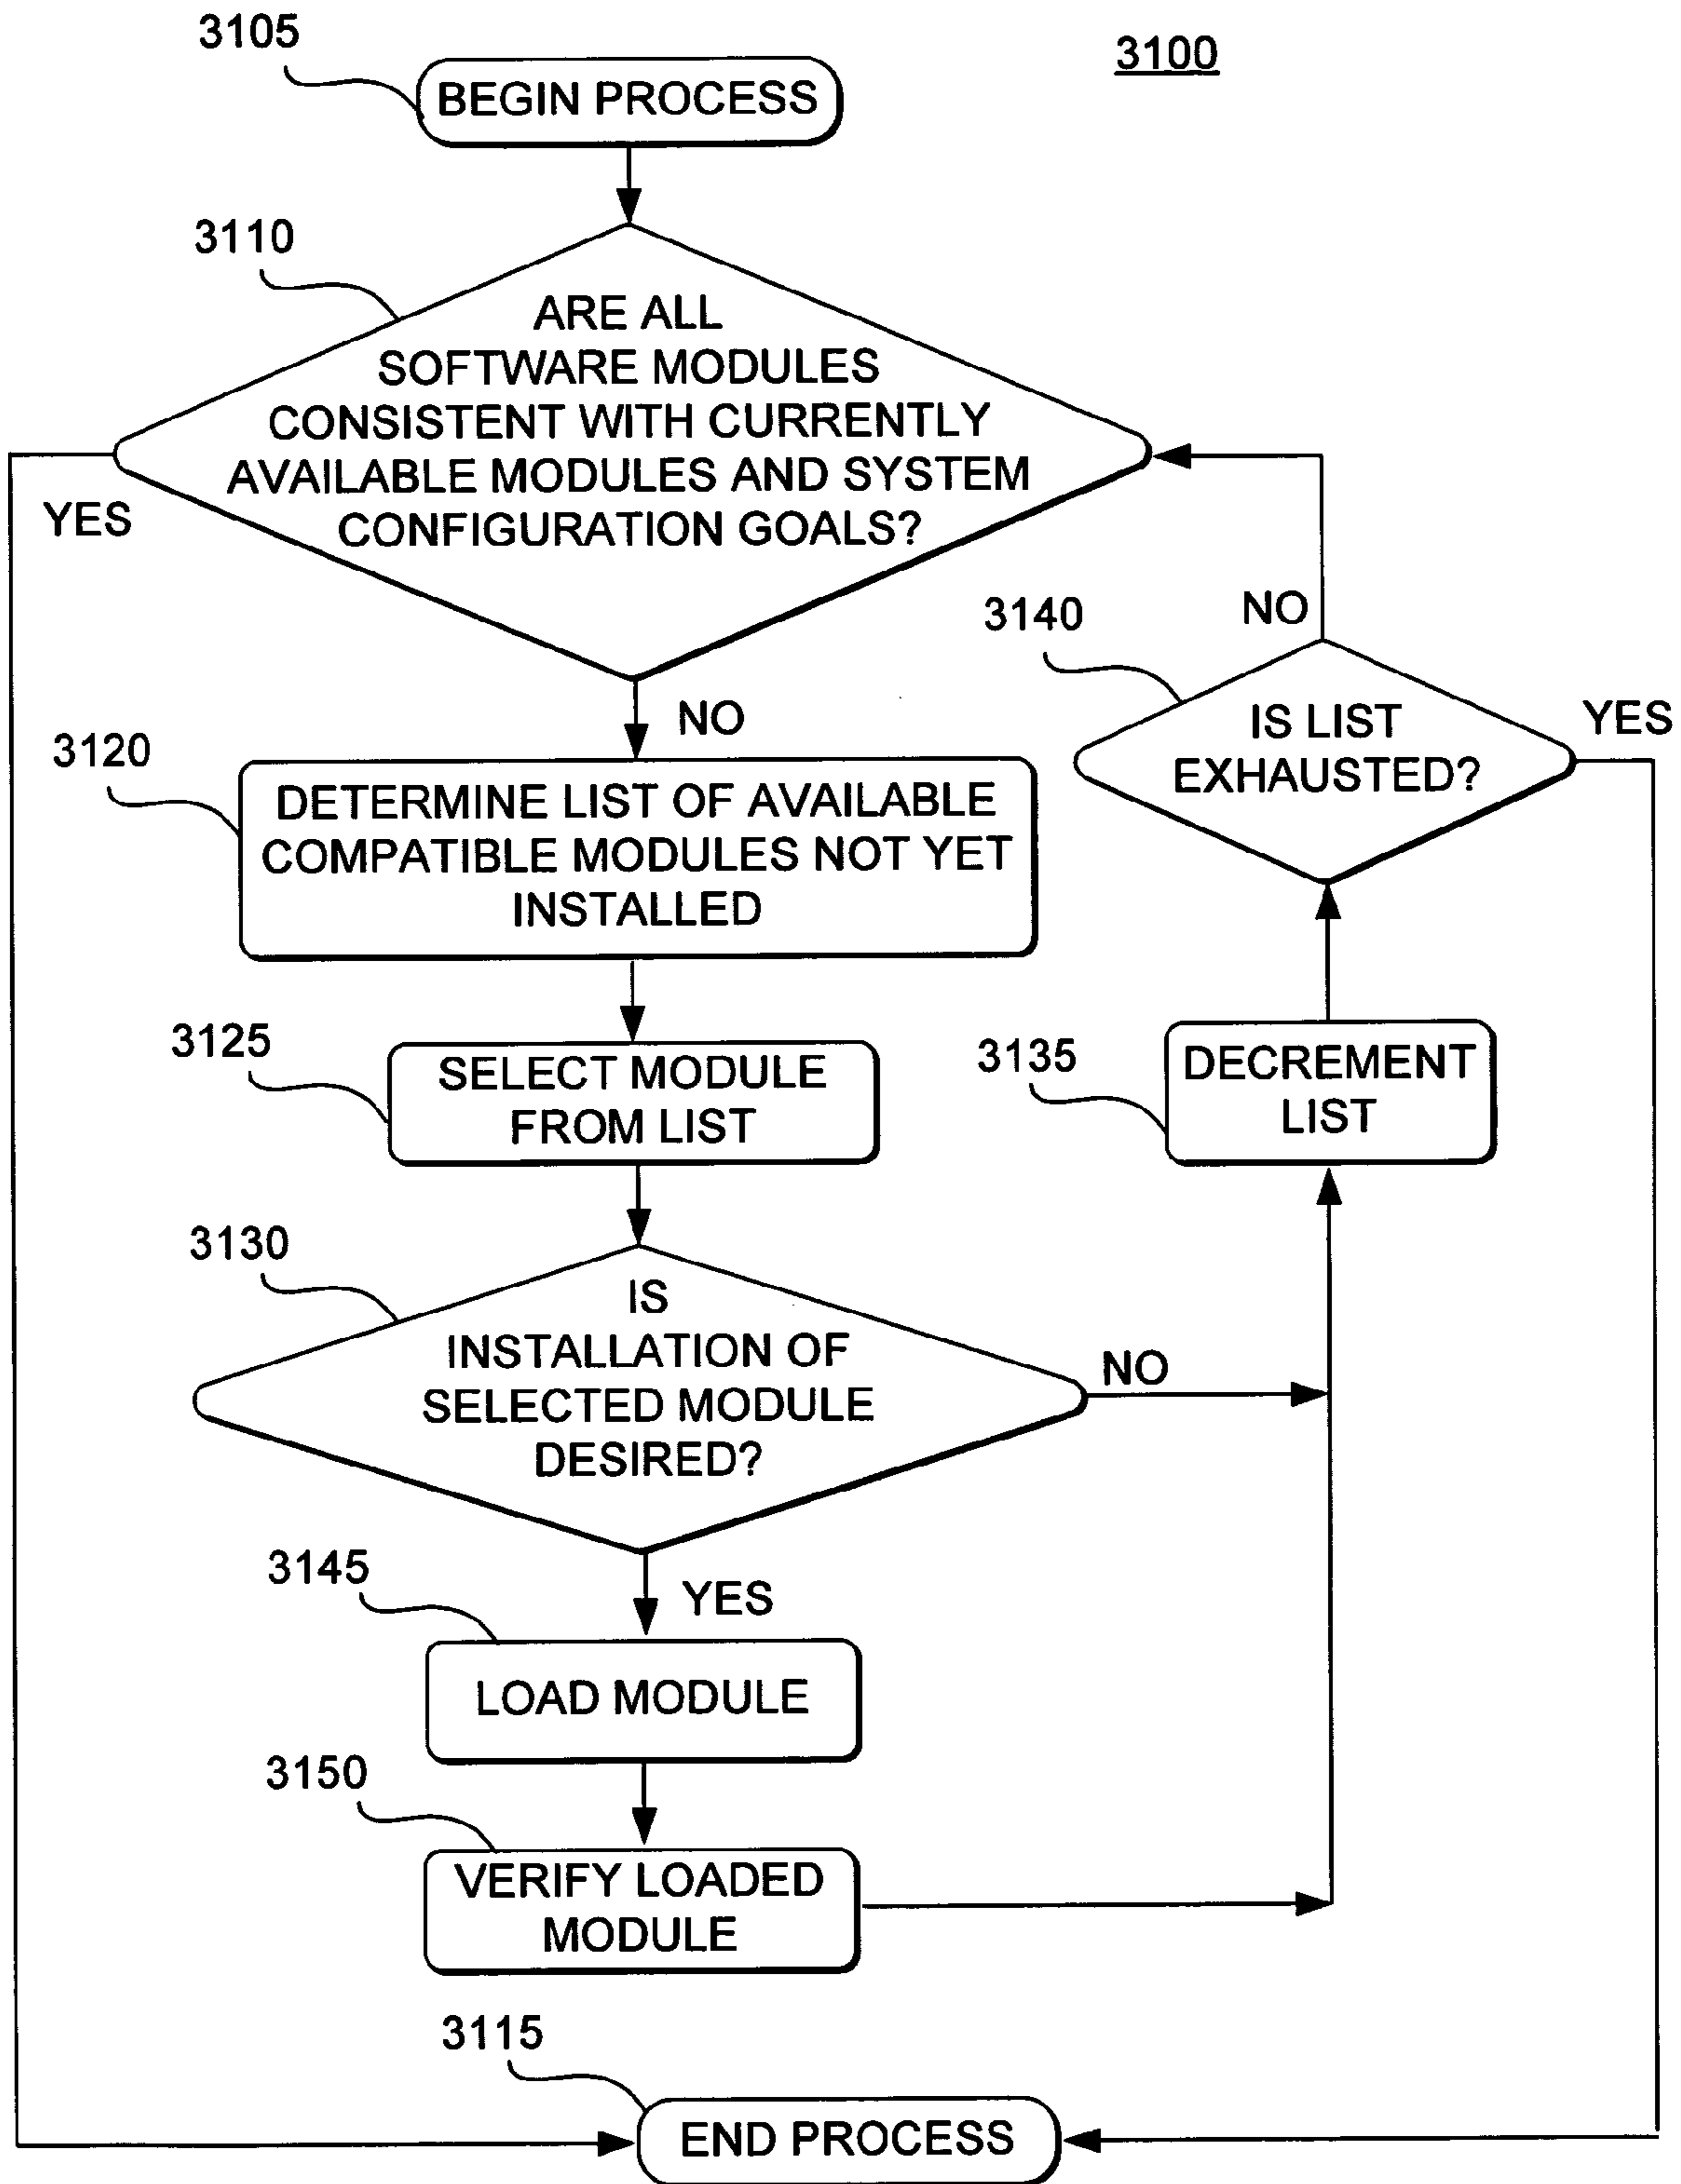 3105
3100
BEGIN PROCESS
3110
ARE ALL
SOFTWARE MODULES
CONSISTENT WITH CURRENTLY
AVAILABLE MODULES AND SYSTEM
CONFIGURATION GOALS?
YES
NO
3140
NO
IS LIST
EXHAUSTED?
YES
3120
DETERMINE LIST OF AVAILABLE
COMPATIBLE MODULES NOT YET
INSTALLED
3125
SELECT MODULE
FROM LIST
3135
DECREMENT
LIST
3130
IS
INSTALLATION OF
SELECTED MODULE
DESIRED?
NO
YES
3145
LOAD MODULE
3150
VERIFY LOADED
MODULE
3115
END PROCESS